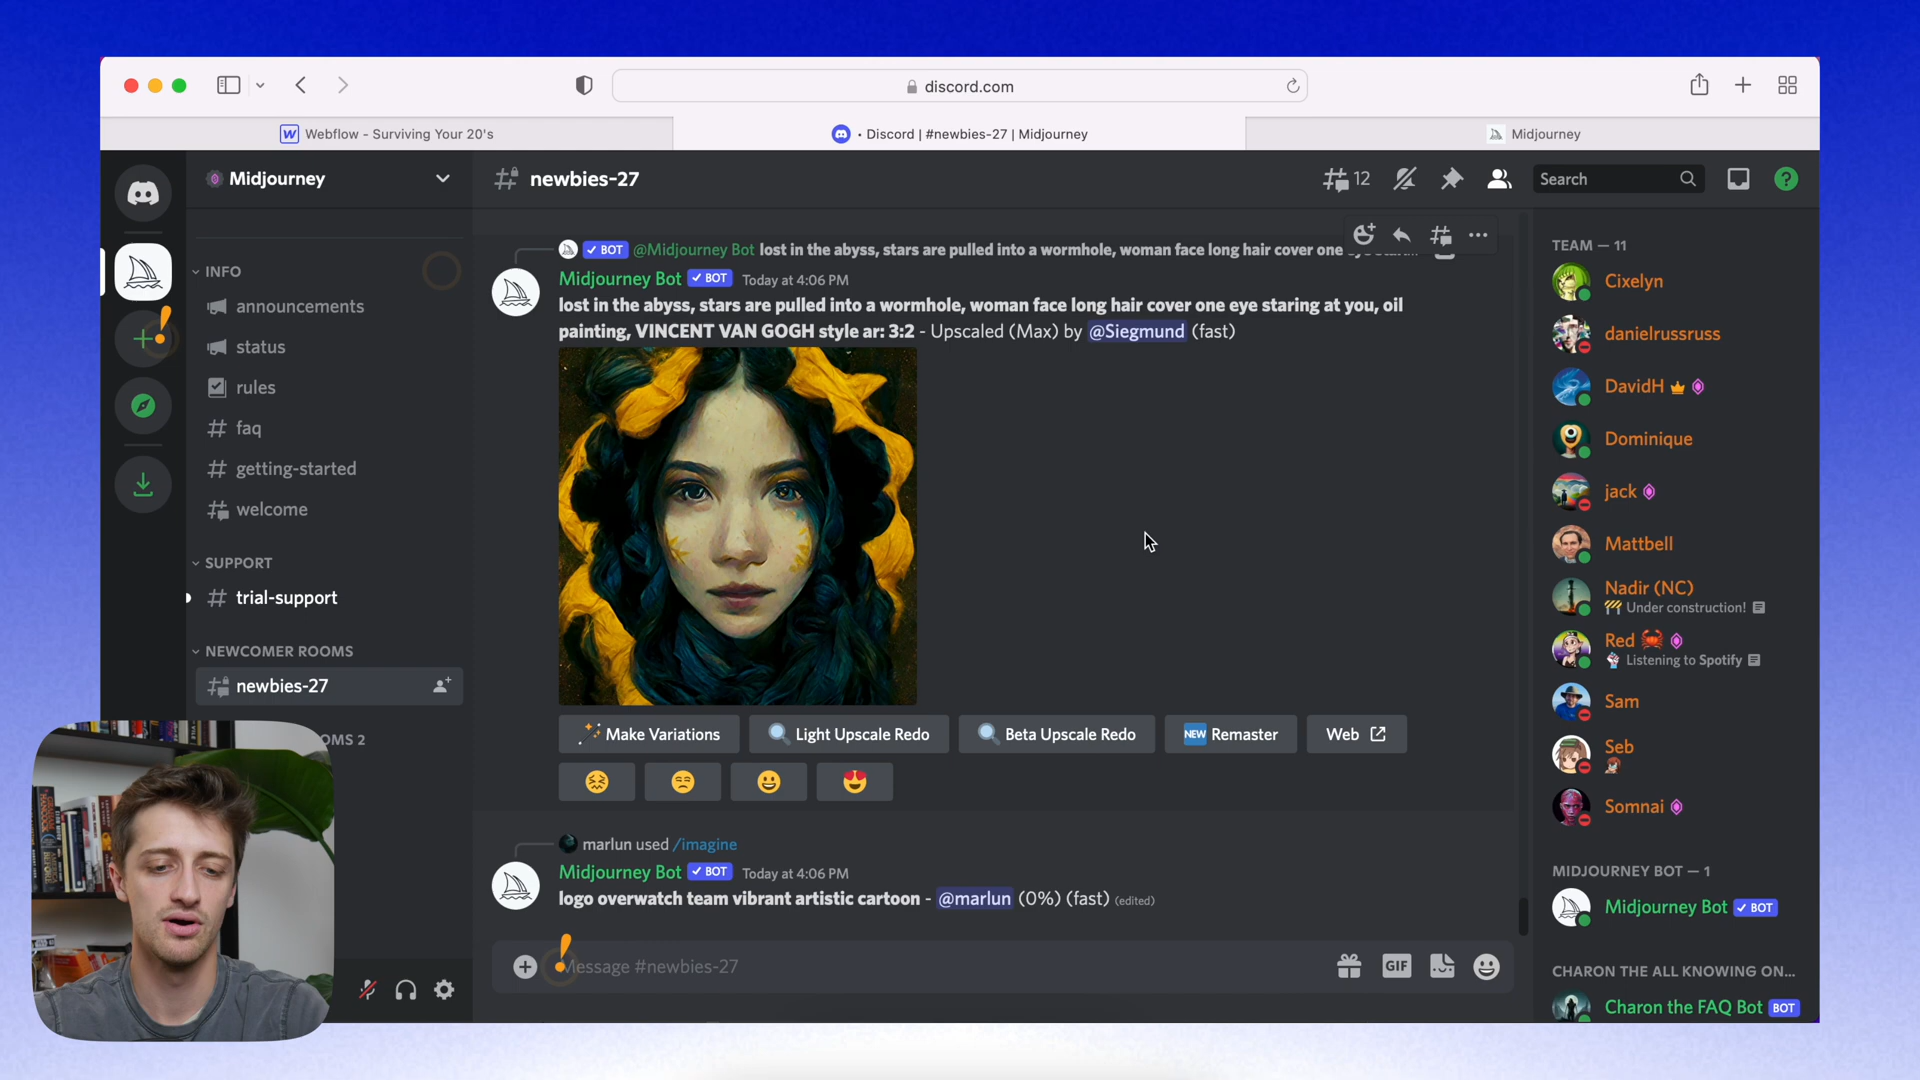 discord.com
W Webflow - Surviving Your 20's
• Discord | #newbies-27 | Midjourney
Midjourney
Midjourney
newbies-27
12
Search
?
INFO
announcements
status
rules
faq
getting-started
welcome
SUPPORT
trial-support
NEWCOMER ROOMS
newbies-27
OMS 2
BOT @Midjourney Bot lost in the abyss, stars are pulled into a wormhole, woman face long hair cover one
Midjourney Bot BOT Today at 4:06 PM
lost in the abyss, stars are pulled into a wormhole, woman face long hair cover one eye staring at you, oil
painting, VINCENT VAN GOGH style ar: 3:2 - Upscaled (Max) by @Siegmund (fast)
Make Variations
Light Upscale Redo
Beta Upscale Redo
NEW Remaster
Web
marlun used /imagine
Midjourney Bot BOT Today at 4:06 PM
logo overwatch team vibrant artistic cartoon - @marlun (0%) (fast) (edited)
Message #newbies-27
GIF
TEAM — 11
Cixelyn
danielrussruss
DavidH
Dominique
jack
Mattbell
Nadir (NC)
Under construction!
Red
Listening to Spotify
Sam
Seb
Somnai
MIDJOURNEY BOT — 1
Midjourney Bot BOT
CHARON THE ALL KNOWING ON...
Charon the FAQ Bot BOT